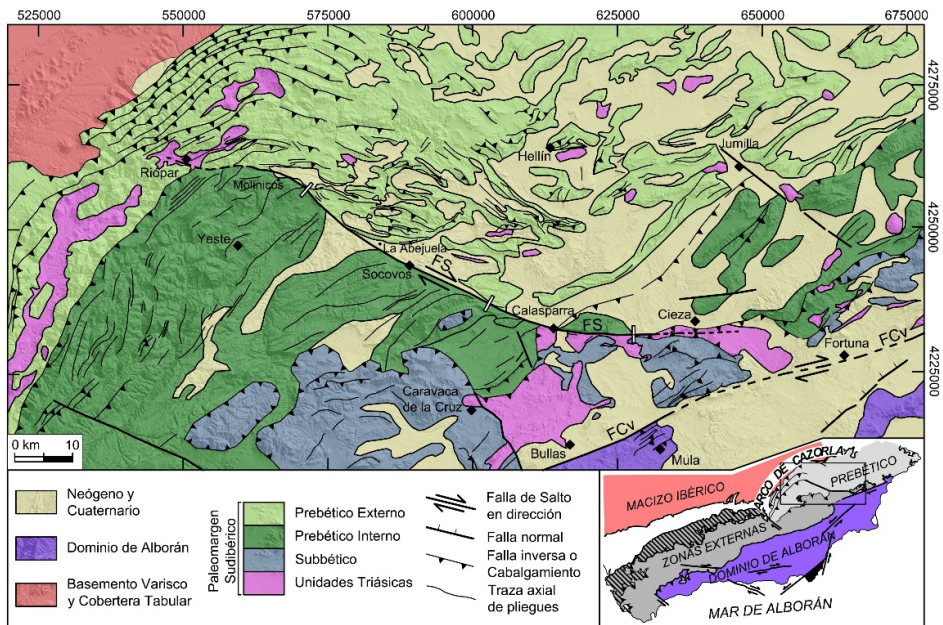 525000 550000 575000 600000 625000 650000 675000
4275000
4250000
4225000
Jumilla
Hellín
Riópar
Molinicos
Yeste
La Abejuela
FS
Socovos
Calasparra
FS
Cieza
Fortuna
FCv
Caravaca
de la Cruz
FCv
Bullas
Mula
0 km 10
Neógeno y
Cuaternario
Dominio de Alborán
Basemento Varisco
y Cobertera Tabular
Paleomargen
Sudibérico
Prebético Externo
Prebético Interno
Subbético
Unidades Triásicas
Falla de Salto
en dirección
Falla normal
Falla inversa o
Cabalgamiento
Traza axial
de pliegues
MACIZO IBÉRICO
ARCO DE CAZORLA
PREBÉTICO
ZONAS EXTERNAS
DOMINIO DE ALBORÁN
MAR DE ALBORÁN